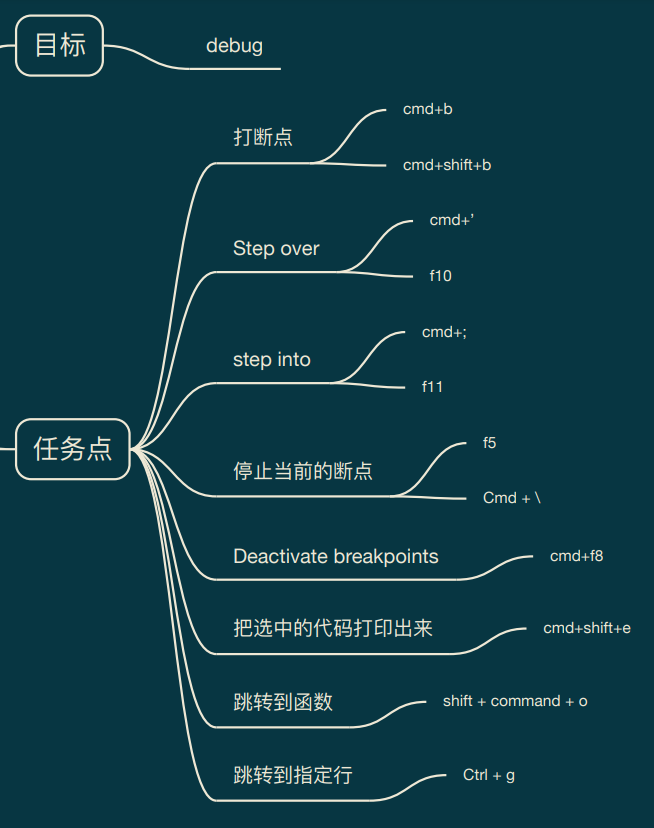 目标
debug
任务点
打断点
cmd+b
cmd+shift+b
Step over
cmd+’
f10
step into
cmd+;
f11
停止当前的断点
f5
Cmd + \
Deactivate breakpoints
cmd+f8
把选中的代码打印出来
cmd+shift+e
跳转到函数
shift + command + o
跳转到指定行
Ctrl + g